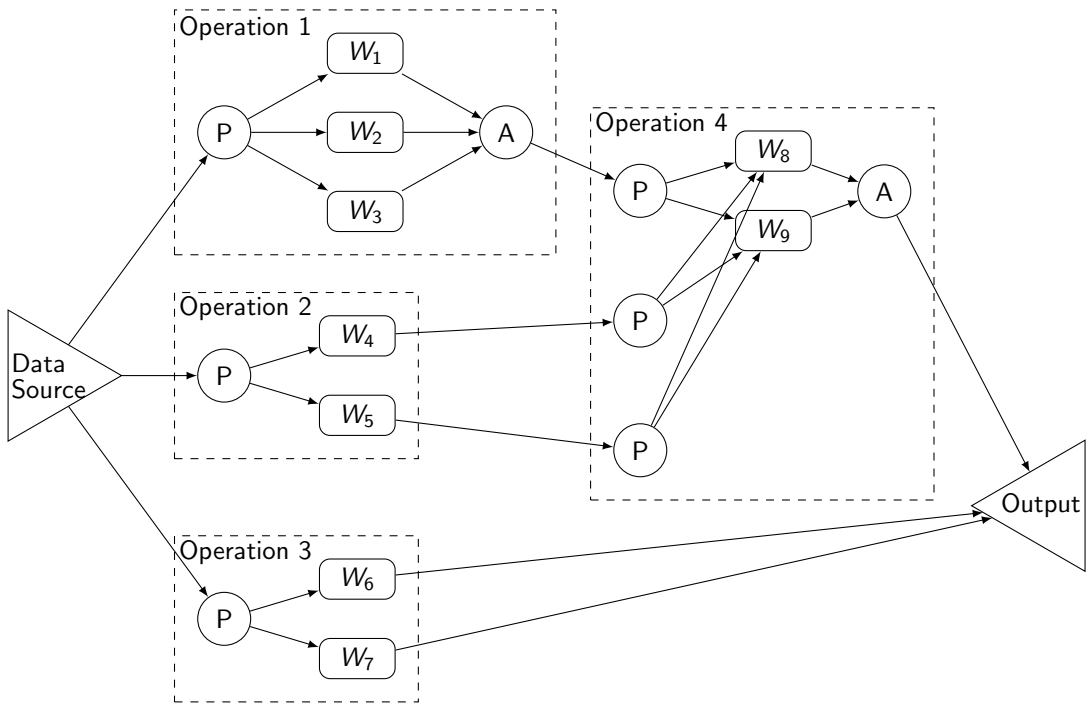 Operation 1
W₁
P
W₂
A
W₃
Operation 4
W₈
P
A
W₉
P
P
Operation 2
W₄
P
W₅
Data
Source
Operation 3
W₆
P
W₇
Output